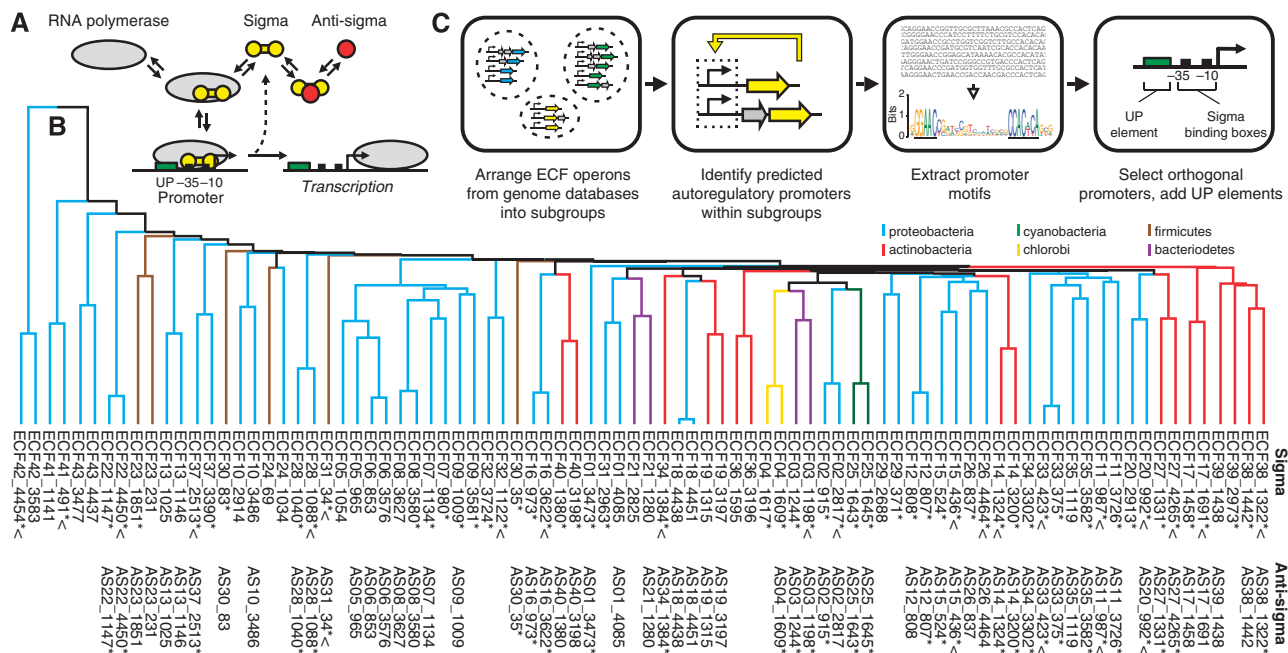 A
RNA polymerase
Sigma
Anti-sigma
UP –35–10
Promoter
Transcription
C
Arrange ECF operons
from genome databases
into subgroups
Identify predicted
autoregulatory promoters
within subgroups
2
1
0
Bits
Extract promoter
motifs
–35
–10
UP
element
Sigma
binding boxes
Select orthogonal
promoters, add UP elements
B
proteobacteria
cyanobacteria
firmicutes
actinobacteria
chlorobi
bacteriodetes
Sigma
ECF42_4454*<
ECF42_3583
ECF41_1141
ECF41_491*<
ECF43_3477
ECF43_4437
ECF22_1147*
ECF22_4450*<
ECF23_1851*
ECF23_231
ECF13_1025
ECF13_1146
ECF37_2513*<
ECF37_3390*
ECF30_83*
ECF10_2914
ECF10_3486
ECF24_69
ECF24_1034
ECF28_1040*
ECF28_1088*<
ECF31_34*<
ECF05_1054
ECF05_965
ECF06_853
ECF06_3576
ECF08_3627
ECF08_3580*
ECF07_1134
ECF07_980*
ECF09_1009
ECF09_3581*
ECF32_3724*
ECF32_1122*<
ECF30_35*
ECF16_973*
ECF16_3622*<
ECF40_1380*
ECF40_3198*
ECF01_3473*
ECF31_2963*
ECF01_4085
ECF21_2825
ECF21_1280
ECF34_1384*<
ECF18_4438
ECF18_4451
ECF19_1315
ECF19_3197
ECF36_1595
ECF36_3196
ECF04_1617*
ECF04_1609*
ECF03_1244*
ECF03_1198*<
ECF02_915*
ECF02_2817*<
ECF25_1643*
ECF25_1645*
ECF29_2688
ECF29_371*
ECF12_808*
ECF12_807*
ECF15_524*
ECF15_436*<
ECF26_837*
ECF26_4464*<
ECF14_1324*<
ECF14_3200*
ECF34_3302*
ECF33_423*<
ECF33_375*
ECF35_1119
ECF35_3582*
ECF11_987*<
ECF11_3726*
ECF20_2913
ECF20_992*<
ECF27_1331*
ECF27_4265*<
ECF17_1458*
ECF17_1691*<
ECF39_1438
ECF39_2973*
ECF38_1442*
ECF38_1322*<
Anti-sigma
AS22_1147*
AS22_4450*
AS23_1851
AS23_231
AS13_1025
AS13_1146
AS37_2513*
AS30_83
AS10_3486
AS28_1040*
AS28_1088*
AS31_34*<
AS05_965
AS06_853
AS06_3576
AS08_3627
AS08_3580
AS07_1134
AS09_1009
AS30_35*
AS16_973
AS16_3622*
AS40_1380
AS40_3198
AS01_3473*
AS01_4085
AS21_1280
AS34_1384*
AS18_4438
AS18_4451
AS19_1315
AS19_3197
AS04_1609*
AS03_1244*
AS03_1198*
AS02_915*
AS02_2817
AS25_1643*
AS25_1645*
AS12_808
AS12_807*
AS15_524*
AS15_436*<
AS26_837
AS26_4464
AS14_1324*
AS14_3200*
AS34_3302*
AS33_423*<
AS33_375*
AS35_1119
AS35_3582
AS11_987*<
AS11_3726*
AS20_992*<
AS27_1331*
AS27_4265*
AS17_1458
AS17_1691
AS39_1438
AS38_1442
AS38_1322*